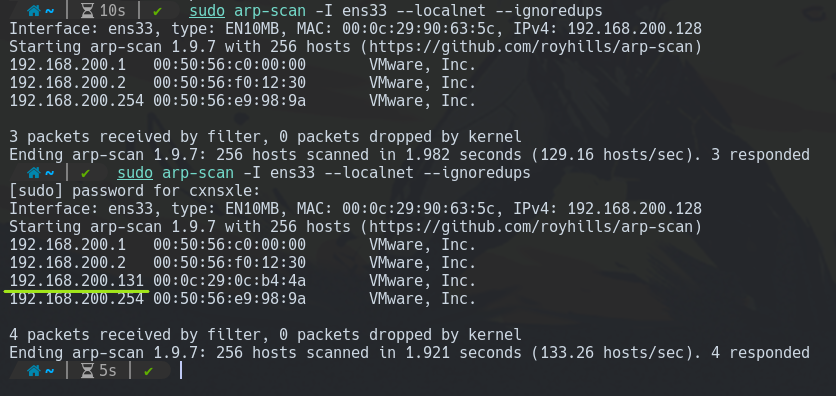 ~ | 10s | ✔ sudo arp-scan -I ens33 --localnet --ignoredups
Interface: ens33, type: EN10MB, MAC: 00:0c:29:90:63:5c, IPv4: 192.168.200.128
Starting arp-scan 1.9.7 with 256 hosts (https://github.com/royhills/arp-scan)
192.168.200.1 00:50:56:c0:00:00 VMware, Inc.
192.168.200.2 00:50:56:f0:12:30 VMware, Inc.
192.168.200.254 00:50:56:e9:98:9a VMware, Inc.
3 packets received by filter, 0 packets dropped by kernel
Ending arp-scan 1.9.7: 256 hosts scanned in 1.982 seconds (129.16 hosts/sec). 3 responded
~ | ✔ sudo arp-scan -I ens33 --localnet --ignoredups
[sudo] password for cxnsxle:
Interface: ens33, type: EN10MB, MAC: 00:0c:29:90:63:5c, IPv4: 192.168.200.128
Starting arp-scan 1.9.7 with 256 hosts (https://github.com/royhills/arp-scan)
192.168.200.1 00:50:56:c0:00:00 VMware, Inc.
192.168.200.2 00:50:56:f0:12:30 VMware, Inc.
192.168.200.131 00:0c:29:0c:b4:4a VMware, Inc.
192.168.200.254 00:50:56:e9:98:9a VMware, Inc.
4 packets received by filter, 0 packets dropped by kernel
Ending arp-scan 1.9.7: 256 hosts scanned in 1.921 seconds (133.26 hosts/sec). 4 responded
~ | 5s | ✔